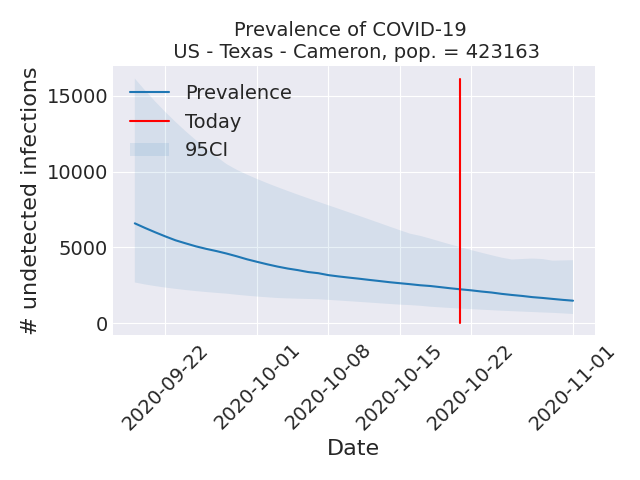 Prevalence of COVID-19
US - Texas - Cameron, pop. = 423163
# undetected infections
15000
10000
5000
0
Prevalence
Today
95CI
2020-09-22
2020-10-01
2020-10-08
2020-10-15
2020-10-22
2020-11-01
Date